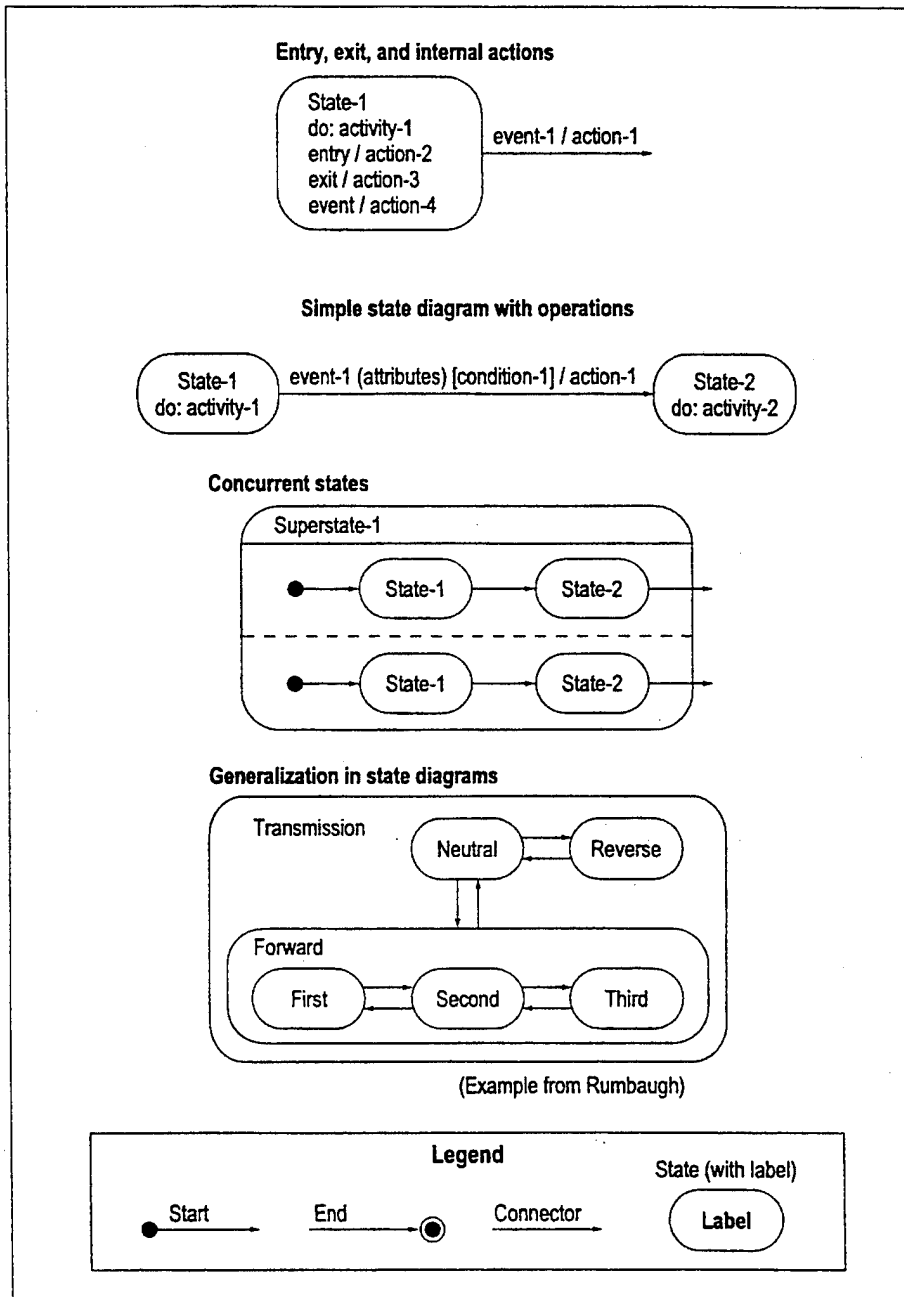 Entry, exit, and internal actions
State-1
do: activity-1
entry / action-2
exit / action-3
event / action-4
event-1 / action-1
Simple state diagram with operations
State-1
do: activity-1
event-1 (attributes) [condition-1] / action-1
State-2
do: activity-2
Concurrent states
Superstate-1
State-1
State-2
State-1
State-2
Generalization in state diagrams
Transmission
Neutral
Reverse
Forward
First
Second
Third
(Example from Rumbaugh)
Legend
Start
End
Connector
State (with label)
Label